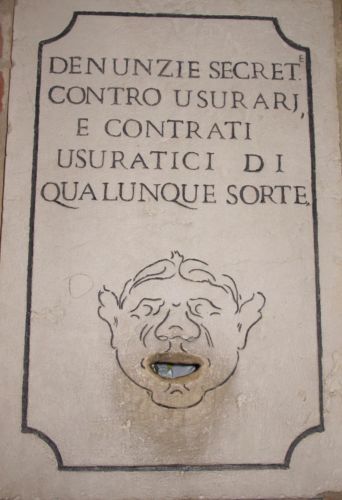 DENUNZIE SECRETE
CONTRO USURARJ,
E CONTRATI
USURATICI DI
QUALUNQUE SORTE.